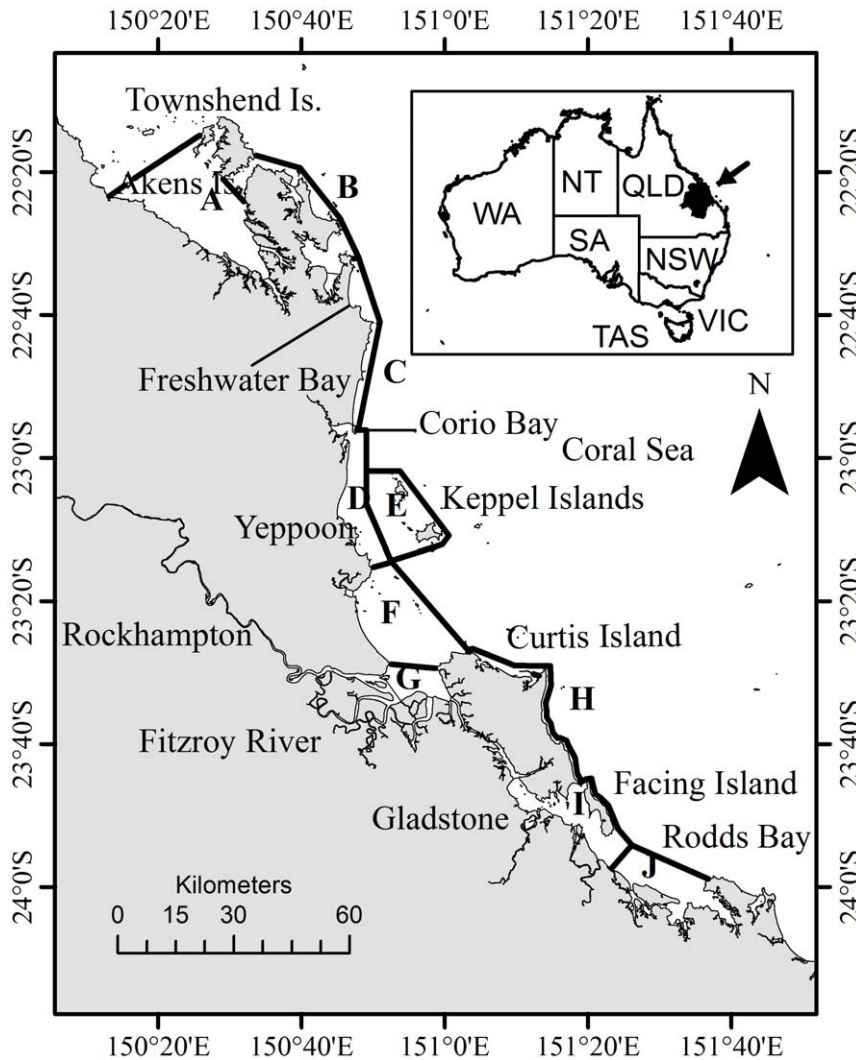 150°20'E 150°40'E 151°0'E 151°20'E 151°40'E
Townshend Is.
22°20'S
22°20'S
Akens Is.
A
B
WA
NT
QLD
SA
NSW
TAS
VIC
22°40'S
22°40'S
Freshwater Bay
C
N
Corio Bay
Coral Sea
23°0'S
23°0'S
D
E
Keppel Islands
Yeppoon
23°20'S
23°20'S
F
Rockhampton
Curtis Island
G
H
Fitzroy River
23°40'S
23°40'S
Facing Island
I
Gladstone
Rodds Bay
J
24°0'S
24°0'S
Kilometers
0 15 30 60
150°20'E 150°40'E 151°0'E 151°20'E 151°40'E